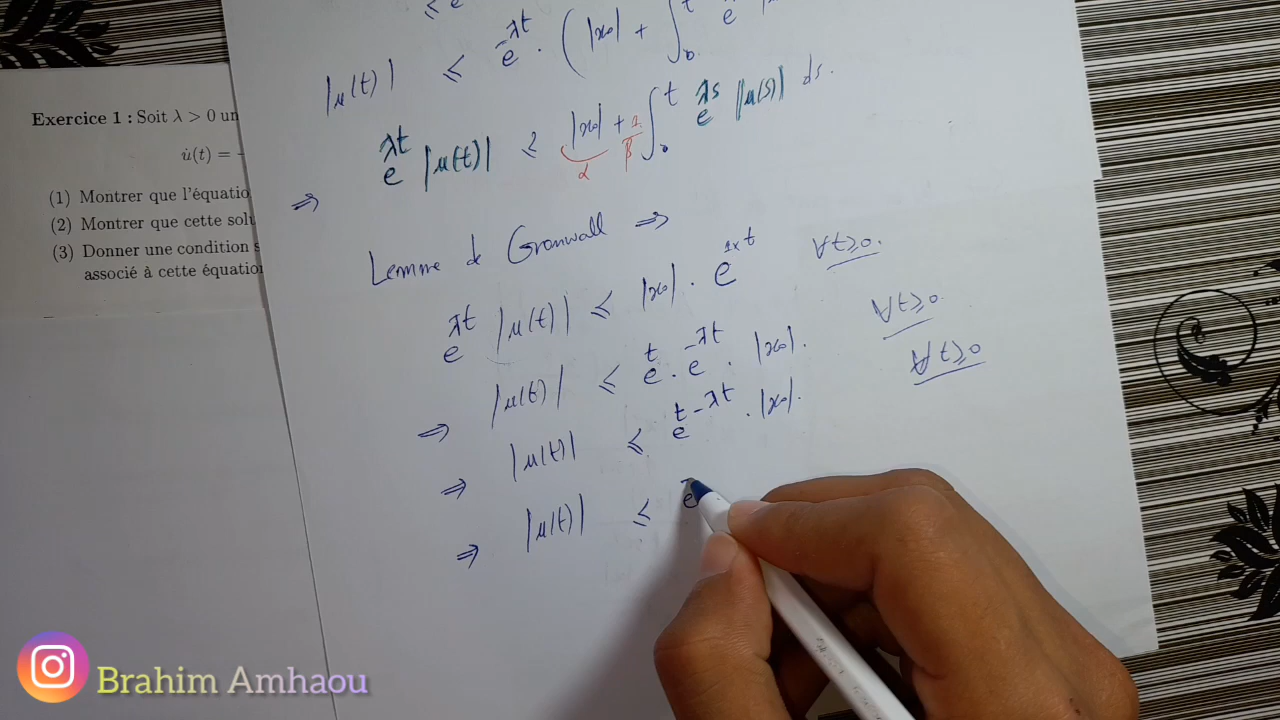 Exercice 1 : Soit λ > 0 un
u̇(t) = −
(1) Montrer que l'équatio
(2) Montrer que cette solu
(3) Donner une condition s
associé à cette équation
≤ e
|u(t)| ≤ e^{-λt} · ( |x₀| + ∫₀^t e
⇒ e^{λt} |u(t)| ≤ |x₀| + 1 ∫₀^t e^{λs} |u(s)| ds.
α β
Lemme de Gronwall ⇒
e^{λt} |u(t)| ≤ |x₀| · e^{1×t} ∀t≥0.
⇒ |u(t)| ≤ e^t · e^{-λt} · |x₀|. ∀t≥0
⇒ |u(t)| ≤ e^{t-λt} · |x₀|. ∀t≥0
⇒ |u(t)| ≤ e
Brahim Amhaou